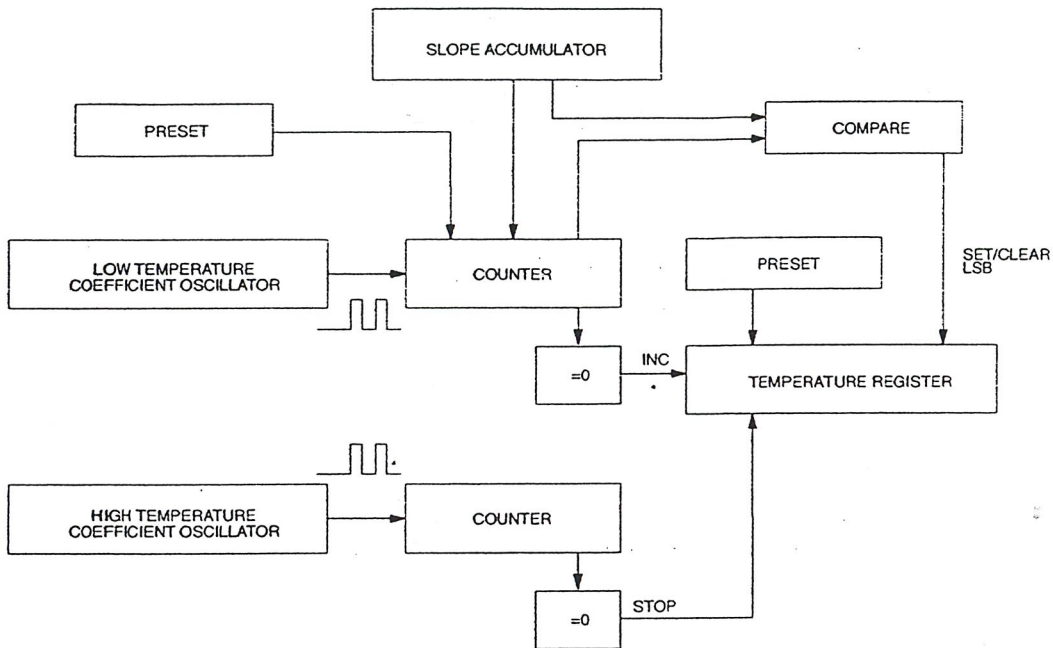 SLOPE ACCUMULATOR
PRESET
COMPARE
LOW TEMPERATURE
COEFFICIENT OSCILLATOR
COUNTER
PRESET
SET/CLEAR
LSB
=0
INC
TEMPERATURE REGISTER
HIGH TEMPERATURE
COEFFICIENT OSCILLATOR
COUNTER
=0
STOP